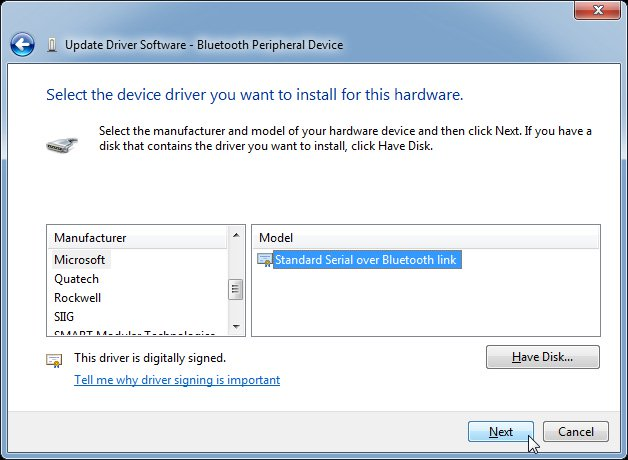 Update Driver Software - Bluetooth Peripheral Device
Select the device driver you want to install for this hardware.
Select the manufacturer and model of your hardware device and then click Next. If you have a
disk that contains the driver you want to install, click Have Disk.
Manufacturer
Microsoft
Quatech
Rockwell
SIIG
SMART Modular Technologies
Model
Standard Serial over Bluetooth link
This driver is digitally signed.
Tell me why driver signing is important
Have Disk...
Next
Cancel